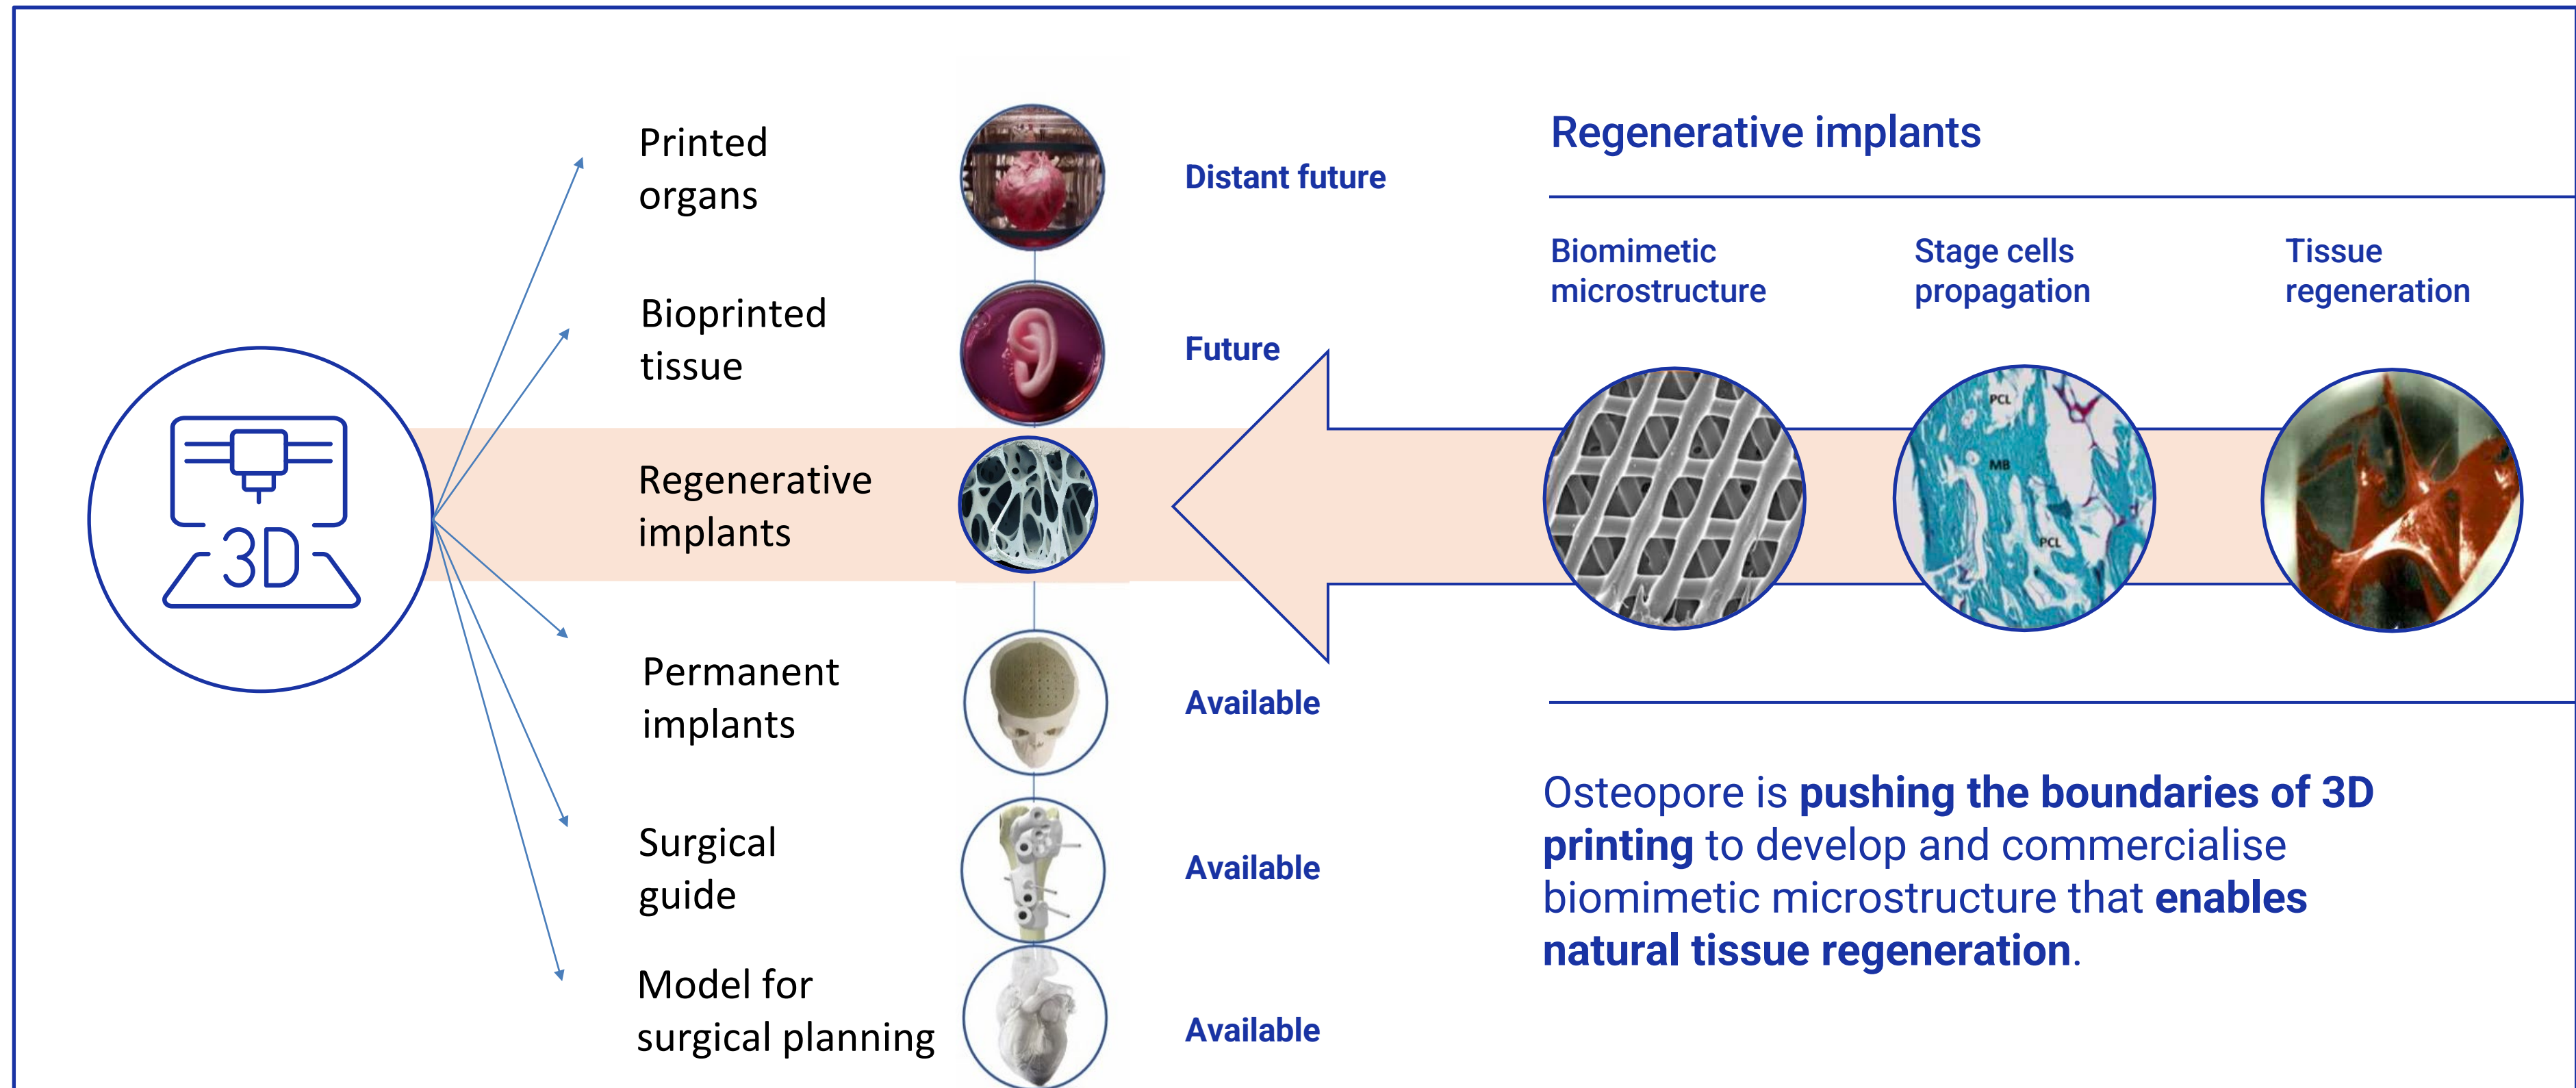 3D
Printed
organs
Distant future
Bioprinted
tissue
Future
Regenerative
implants
Permanent
implants
Available
Surgical
guide
Available
Model for
surgical planning
Available
Regenerative implants
Biomimetic
microstructure
Stage cells
propagation
Tissue
regeneration
PCL
MB
PCL
Osteopore is pushing the boundaries of 3D
printing to develop and commercialise
biomimetic microstructure that enables
natural tissue regeneration.